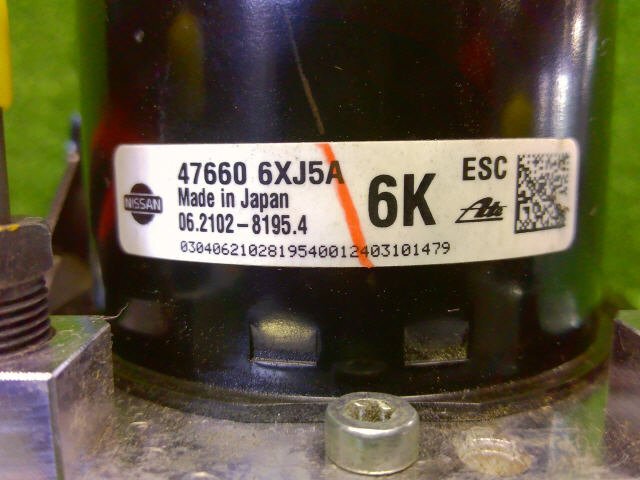 47660 6XJ5A
Made in Japan
06.2102-8195.4
0304062102819540012403101479
NISSAN
6K
ESC
Ate